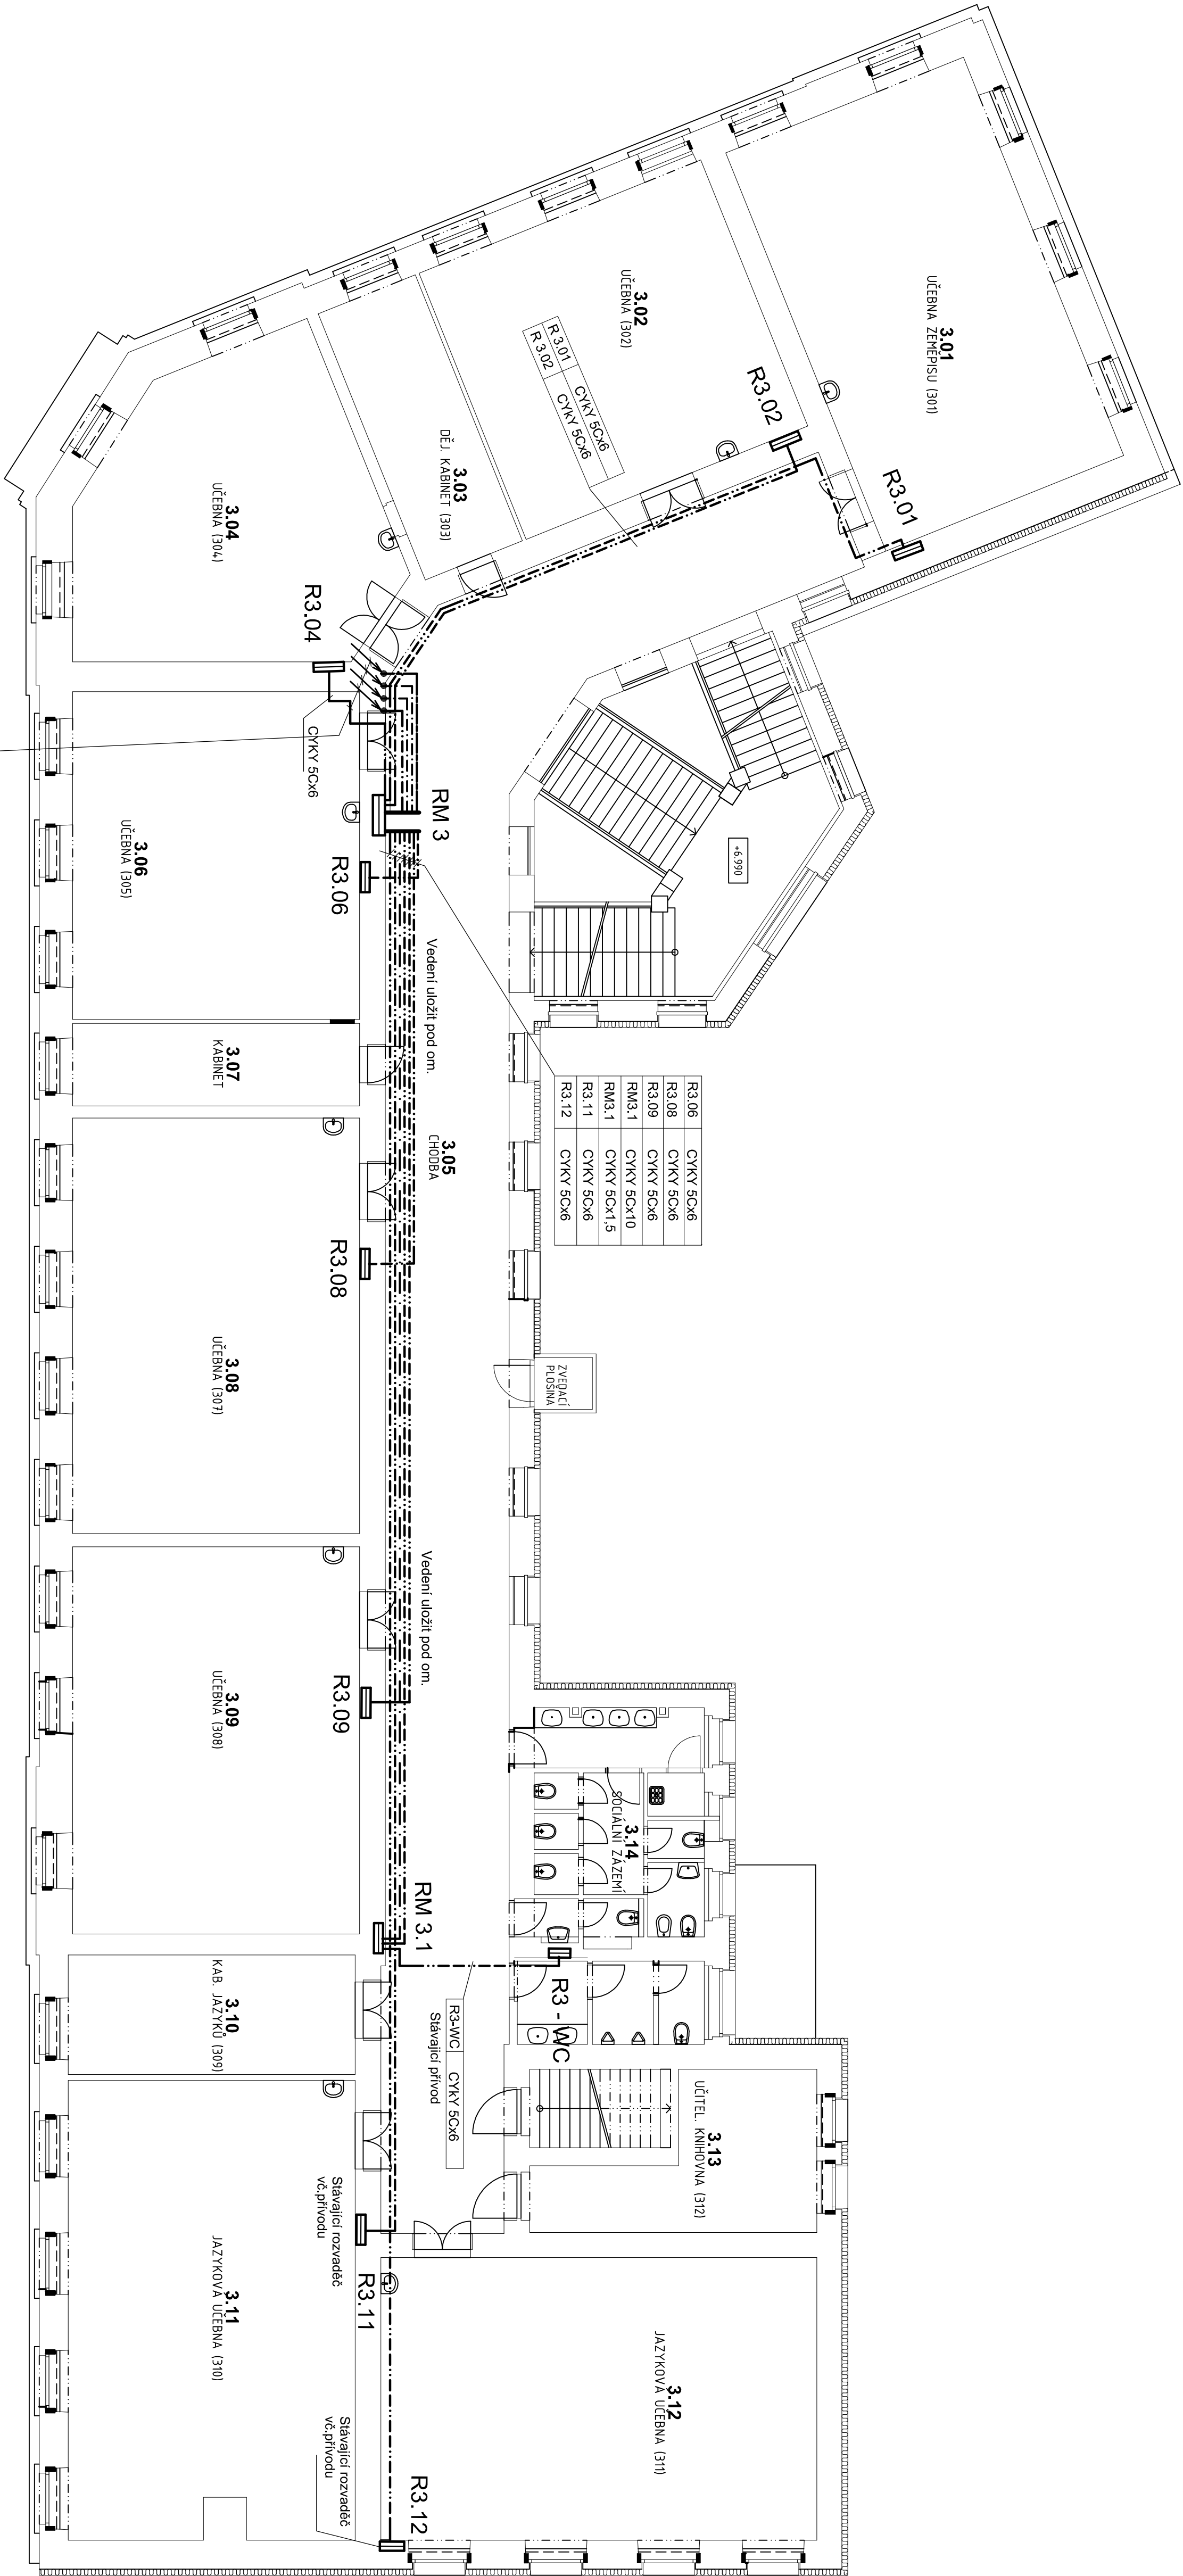 3.01
UČEBNA ZEMĚPISU (301)
R3.01
3.02
UČEBNA (302)
R3.02
R 3.01 CYKY 5Cx6
R 3.02 CYKY 5Cx6
3.03
DĚJ. KABINET (303)
3.04
UČEBNA (304)
R3.04
CYKY 5Cx6
RM 3
3.06
UČEBNA (305)
R3.06
+6.990
Vedení uložit pod om.
3.07
KABINET
3.05
CHODBA
R3.06 CYKY 5Cx6
R3.08 CYKY 5Cx6
R3.09 CYKY 5Cx6
RM3.1 CYKY 5Cx10
RM3.1 CYKY 5Cx1,5
R3.11 CYKY 5Cx6
R3.12 CYKY 5Cx6
R3.08
3.08
UČEBNA (307)
ZVEDACÍ
PLOŠINA
Vedení uložit pod om.
3.09
UČEBNA (308)
R3.09
3.14
SOCIÁLNÍ ZÁZEMÍ
RM 3.1
R3 - WC
R3-WC CYKY 5Cx6
Stávajicí přívod
3.10
KAB. JAZYKŮ (309)
3.13
UČITEL. KNIHOVNA (312)
Stávající rozvaděč
vč.přívodu
R3.11
3.11
JAZYKOVÁ UČEBNA (310)
3.12
JAZYKOVÁ UČEBNA (311)
Stávající rozvaděč
vč.přívodu
R3.12